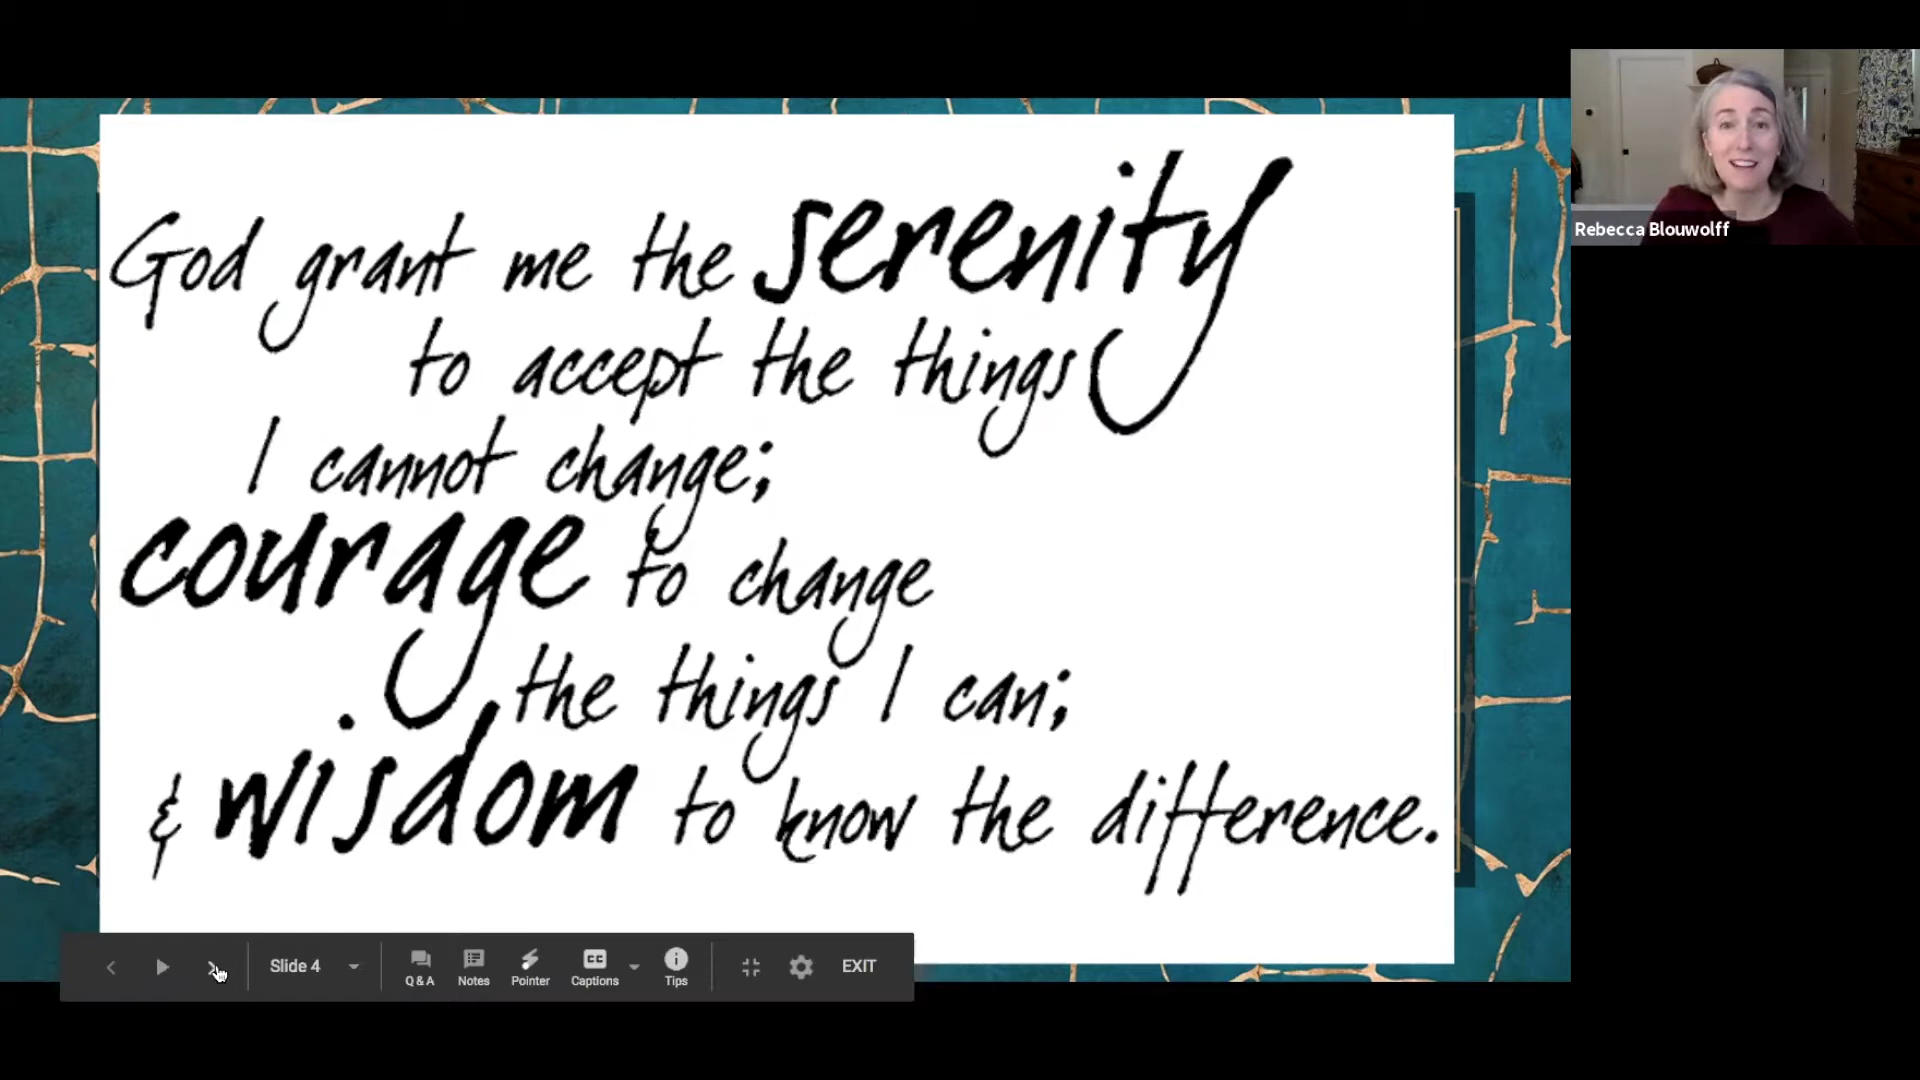 God grant me the serenity
to accept the things
I cannot change;
courage to change
the things I can;
& wisdom to know the difference.
Rebecca Blouwolff
Slide 4
Q & A
Notes
Pointer
CC
Captions
Tips
EXIT